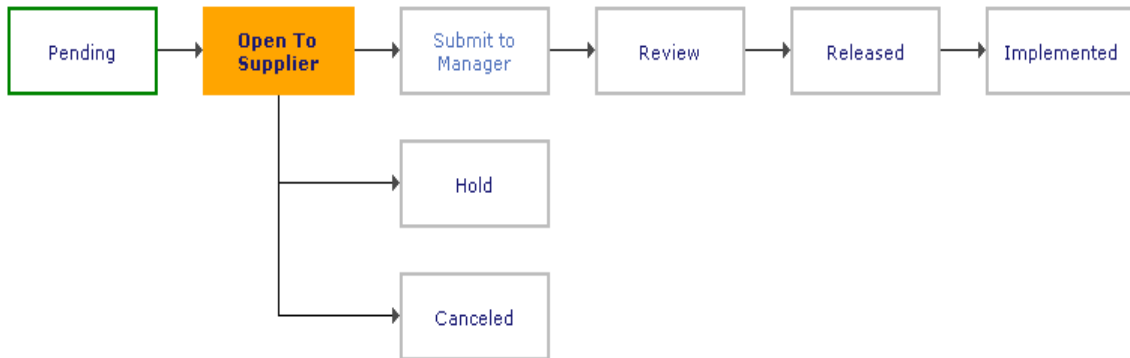 Pending
Open To
Supplier
Submit to
Manager
Review
Released
Implemented
Hold
Canceled